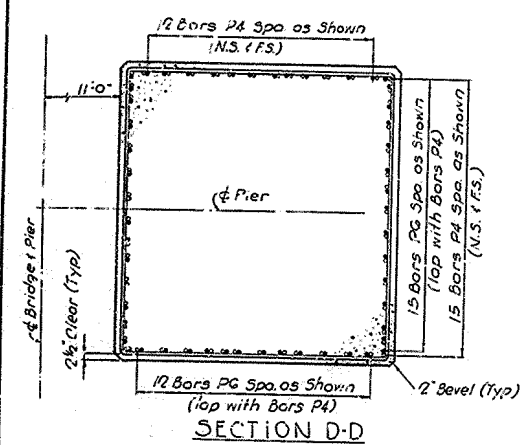 12 Bars P4 Spa. as Shown
(N.S. & F.S.)
11'-0"
℄ Pier
℄ Bridge & Pier
2½" Clear (Typ)
15 Bars P6 Spa. as Shown
(lap with Bars P4)
15 Bars P4 Spa. as Shown
(N.S. & F.S.)
12 Bars P6 Spa. as Shown
(lap with Bars P4)
2" Bevel (Typ)
SECTION D-D